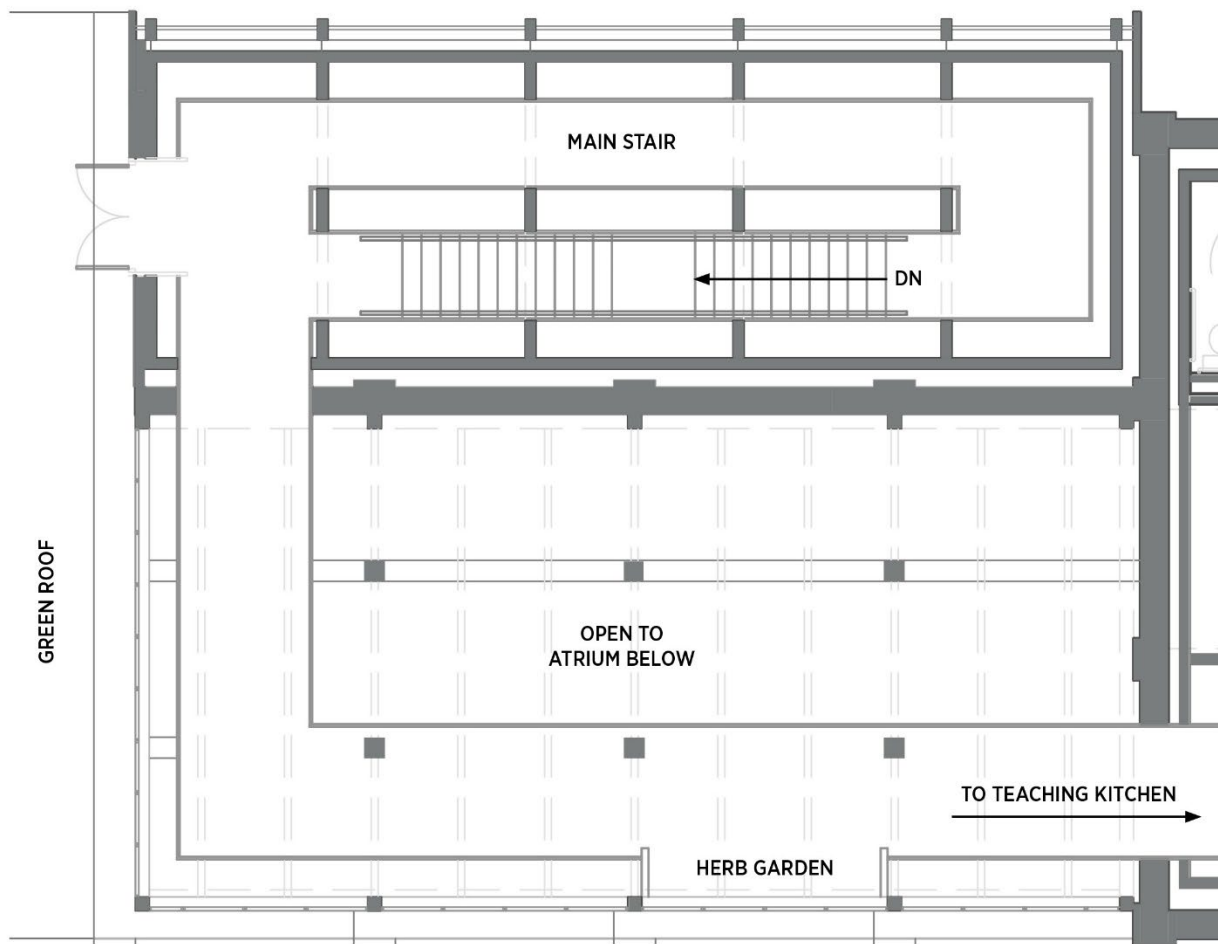 MAIN STAIR
DN
GREEN ROOF
OPEN TO
ATRIUM BELOW
TO TEACHING KITCHEN
HERB GARDEN